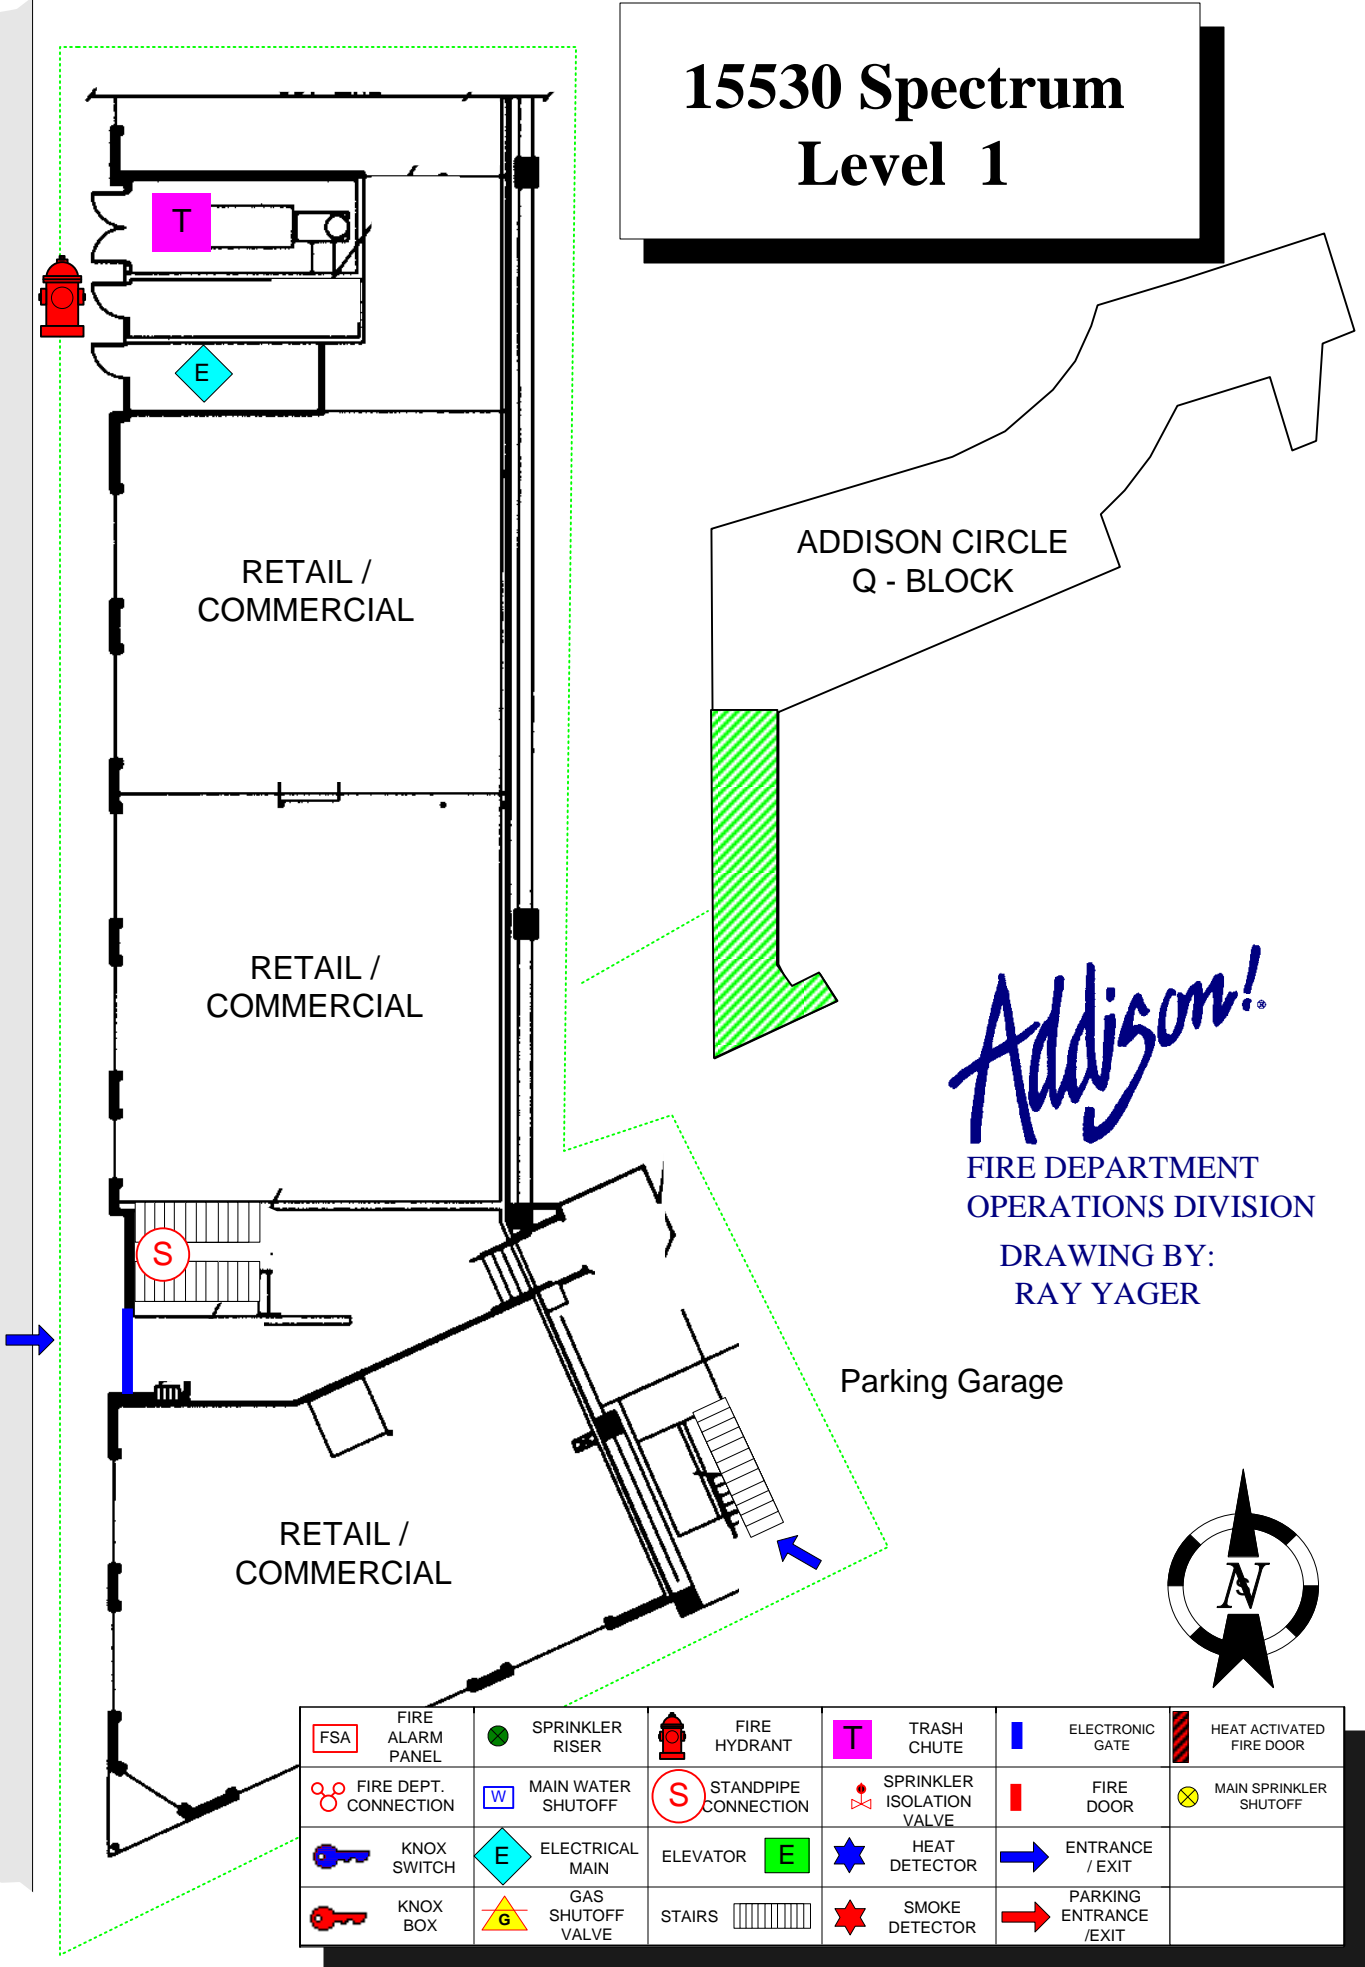 15530 Spectrum
Level 1
T
E
RETAIL /
COMMERCIAL
ADDISON CIRCLE
Q - BLOCK
RETAIL /
COMMERCIAL
Addison!®
FIRE DEPARTMENT
OPERATIONS DIVISION
DRAWING BY:
RAY YAGER
S
Parking Garage
RETAIL /
COMMERCIAL
N
S
FSA
FIRE
ALARM
PANEL
SPRINKLER
RISER
FIRE
HYDRANT
T
TRASH
CHUTE
ELECTRONIC
GATE
HEAT ACTIVATED
FIRE DOOR
FIRE DEPT.
CONNECTION
W
MAIN WATER
SHUTOFF
S
STANDPIPE
CONNECTION
SPRINKLER
ISOLATION
VALVE
FIRE
DOOR
MAIN SPRINKLER
SHUTOFF
KNOX
SWITCH
E
ELECTRICAL
MAIN
ELEVATOR
E
HEAT
DETECTOR
ENTRANCE
/ EXIT
KNOX
BOX
G
GAS
SHUTOFF
VALVE
STAIRS
SMOKE
DETECTOR
PARKING
ENTRANCE
/EXIT